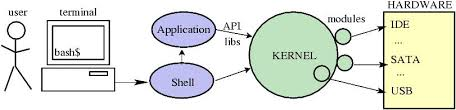 user
terminal
bash$
Application
Shell
API
libs
KERNEL
modules
HARDWARE
IDE
...
SATA
...
USB